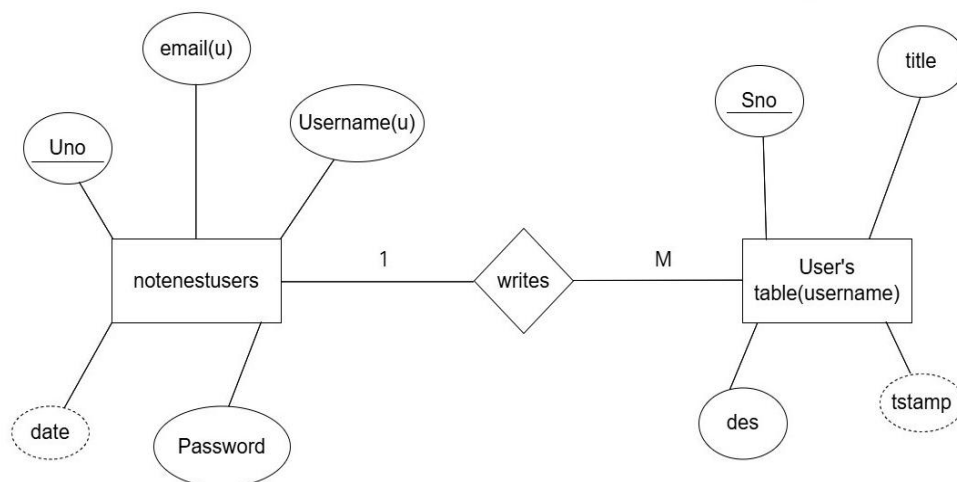 email(u)
title
Sno
Username(u)
Uno
notenestusers
1
writes
M
User's
table(username)
date
Password
des
tstamp